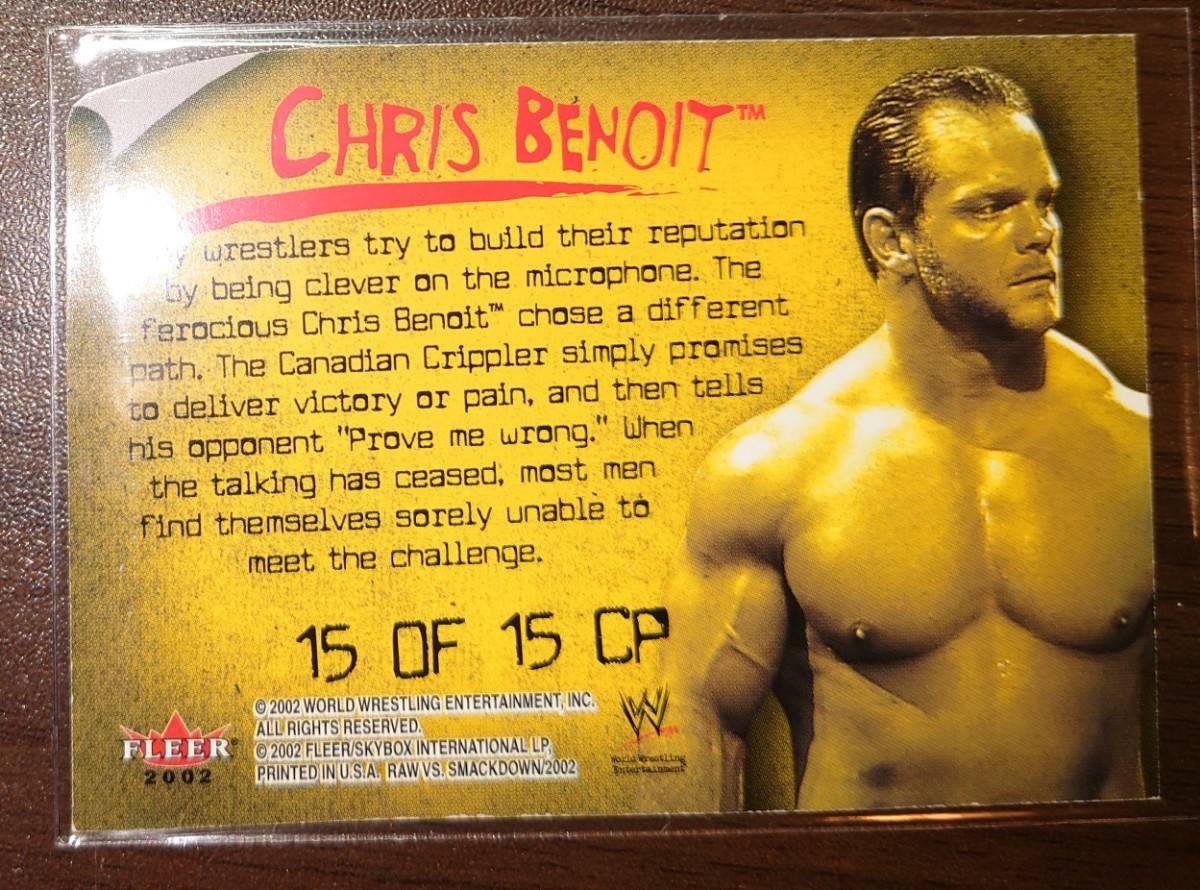 CHRIS BENOIT™
wrestlers try to build their reputation
by being clever on the microphone. The
ferocious Chris Benoit™ chose a different
path. The Canadian Crippler simply promises
to deliver victory or pain, and then tells
his opponent "Prove me wrong." When
the talking has ceased, most men
find themselves sorely unable to
meet the challenge.
15 OF 15 CP
© 2002 WORLD WRESTLING ENTERTAINMENT, INC.
ALL RIGHTS RESERVED.
© 2002 FLEER/SKYBOX INTERNATIONAL LP,
PRINTED IN U.S.A. RAW VS. SMACKDOWN/2002
FLEER
2002
W
World Wrestling
Entertainment